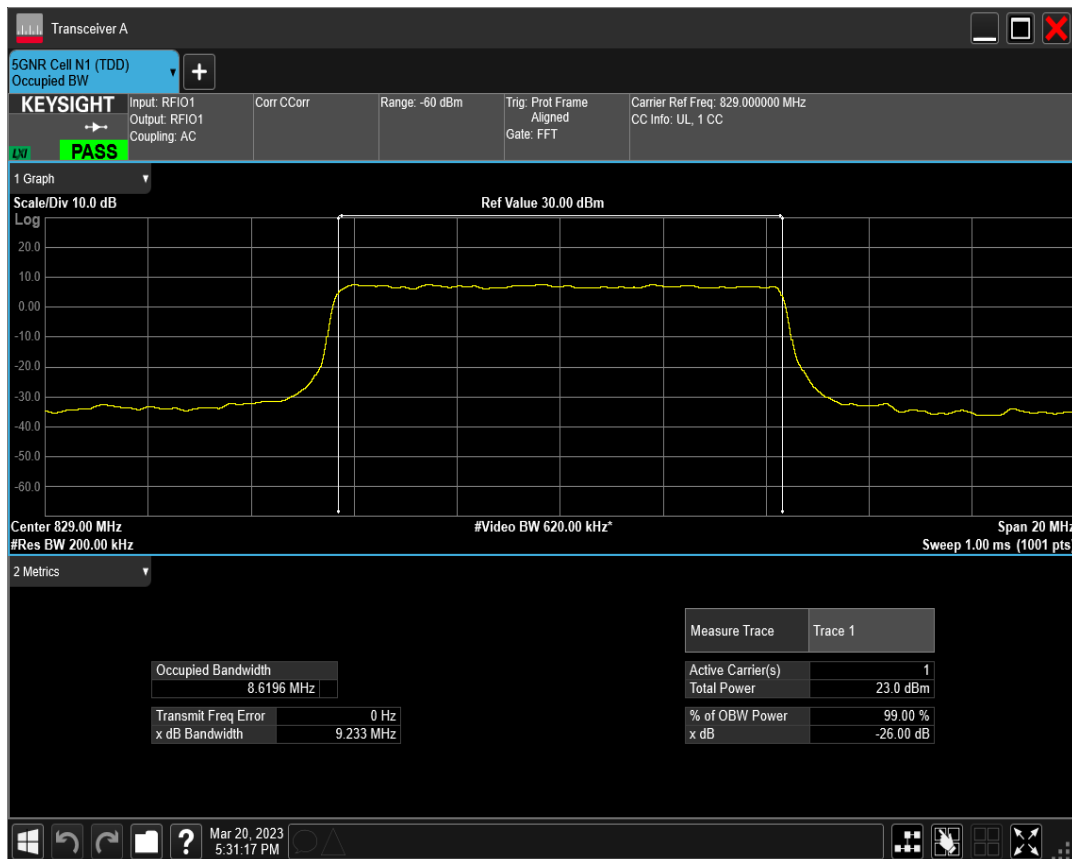 Transceiver A
5GNR Cell N1 (TDD)
Occupied BW
+
KEYSIGHT
LXI
PASS
Input: RFIO1
Output: RFIO1
Coupling: AC
Corr CCorr
Range: -60 dBm
Trig: Prot Frame
Aligned
Gate: FFT
Carrier Ref Freq: 829.000000 MHz
CC Info: UL, 1 CC
1 Graph
Scale/Div 10.0 dB
Ref Value 30.00 dBm
Log
20.0
10.0
0.00
-10.0
-20.0
-30.0
-40.0
-50.0
-60.0
Center 829.00 MHz
#Video BW 620.00 kHz*
Span 20 MHz
#Res BW 200.00 kHz
Sweep 1.00 ms (1001 pts)
2 Metrics
Measure Trace Trace 1
Occupied Bandwidth
8.6196 MHz
Active Carrier(s) 1
Total Power 23.0 dBm
Transmit Freq Error 0 Hz
x dB Bandwidth 9.233 MHz
% of OBW Power 99.00 %
x dB -26.00 dB
?
Mar 20, 2023
5:31:17 PM